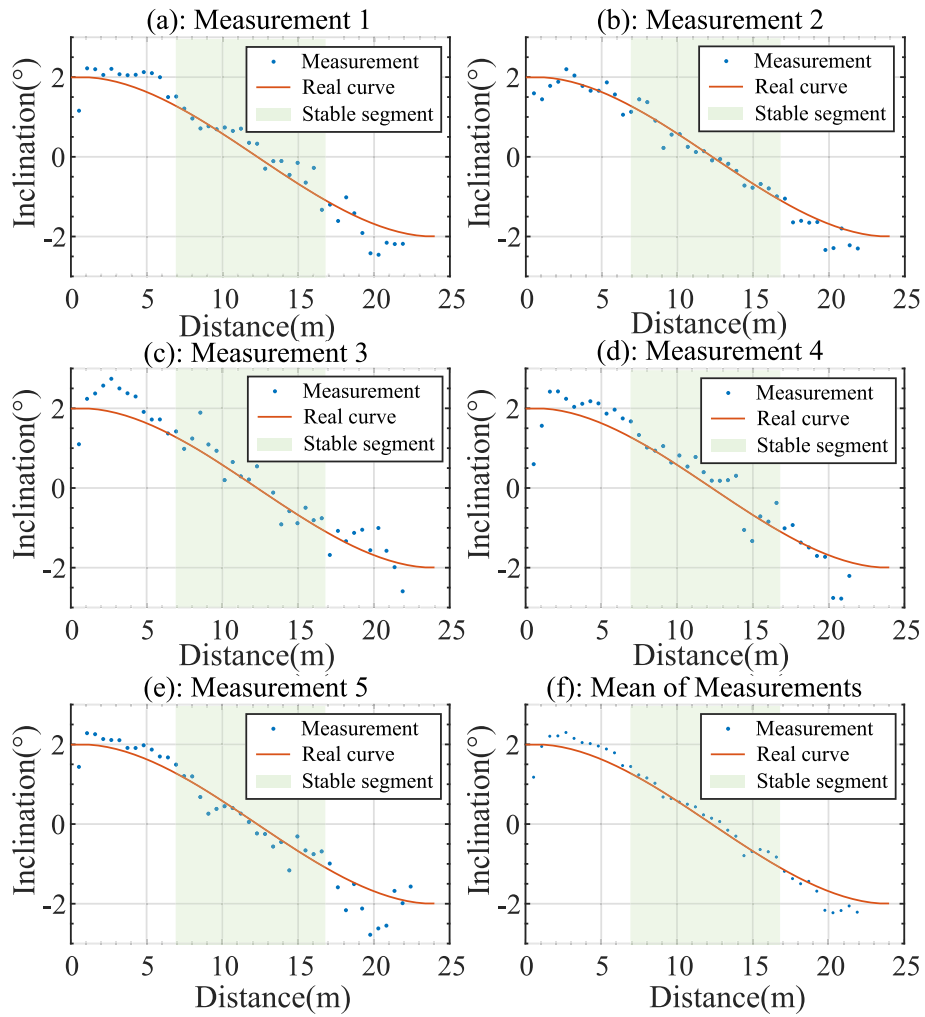 (a): Measurement 1
Inclination(°)
2
0
-2
Measurement
Real curve
Stable segment
0 5 10 15 20 25
Distance(m)
(b): Measurement 2
Inclination(°)
2
0
-2
Measurement
Real curve
Stable segment
0 5 10 15 20 25
Distance(m)
(c): Measurement 3
Inclination(°)
2
0
-2
Measurement
Real curve
Stable segment
0 5 10 15 20 25
Distance(m)
(d): Measurement 4
Inclination(°)
2
0
-2
Measurement
Real curve
Stable segment
0 5 10 15 20 25
Distance(m)
(e): Measurement 5
Inclination(°)
2
0
-2
Measurement
Real curve
Stable segment
0 5 10 15 20 25
Distance(m)
(f): Mean of Measurements
Inclination(°)
2
0
-2
Measurement
Real curve
Stable segment
0 5 10 15 20 25
Distance(m)